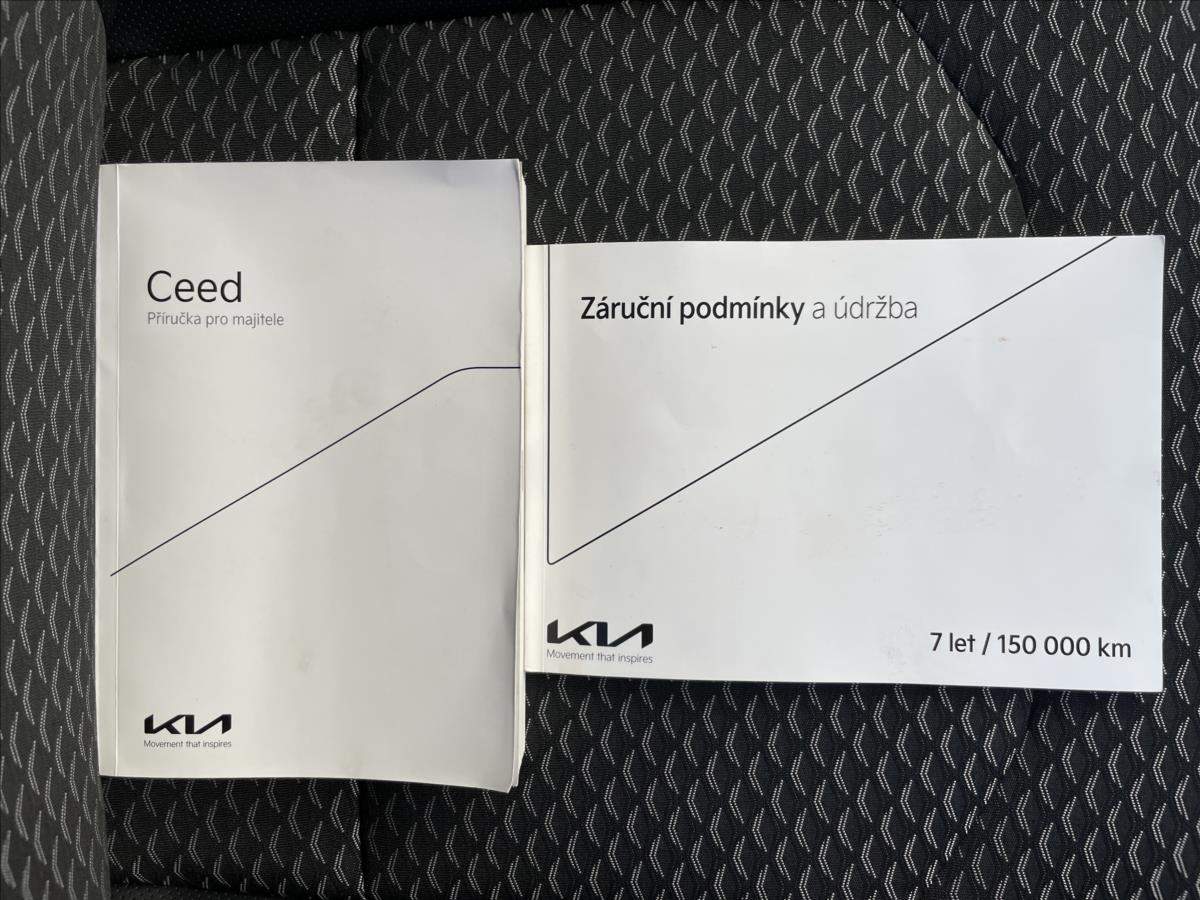 Ceed
Příručka pro majitele
KIA
Movement that inspires
Záruční podmínky a údržba
KIA
Movement that inspires
7 let / 150 000 km